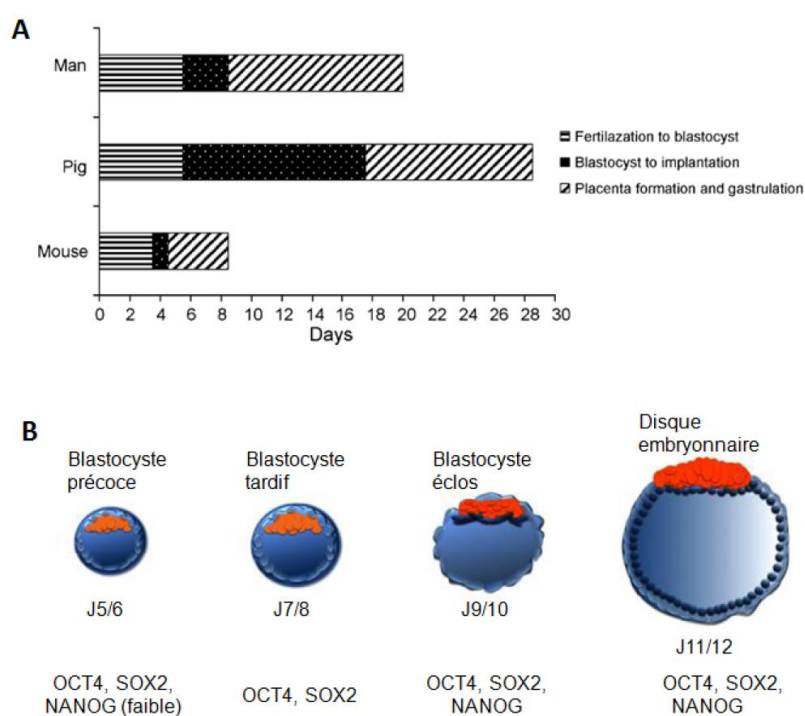 A
Man
Pig
Mouse
Fertilazation to blastocyst
Blastocyst to implantation
Placenta formation and gastrulation
0 2 4 6 8 10 12 14 16 18 20 22 24 26 28 30
Days
B
Blastocyste
précoce
J5/6
OCT4, SOX2,
NANOG (faible)
Blastocyste
tardif
J7/8
OCT4, SOX2
Blastocyste
éclos
J9/10
OCT4, SOX2,
NANOG
Disque
embryonnaire
J11/12
OCT4, SOX2,
NANOG